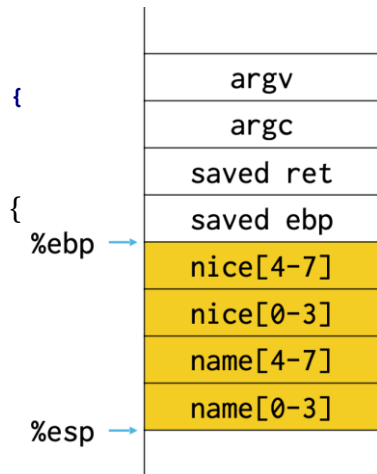 argv
{
argc
saved ret
{
saved ebp
%ebp
nice[4-7]
nice[0-3]
name[4-7]
name[0-3]
%esp